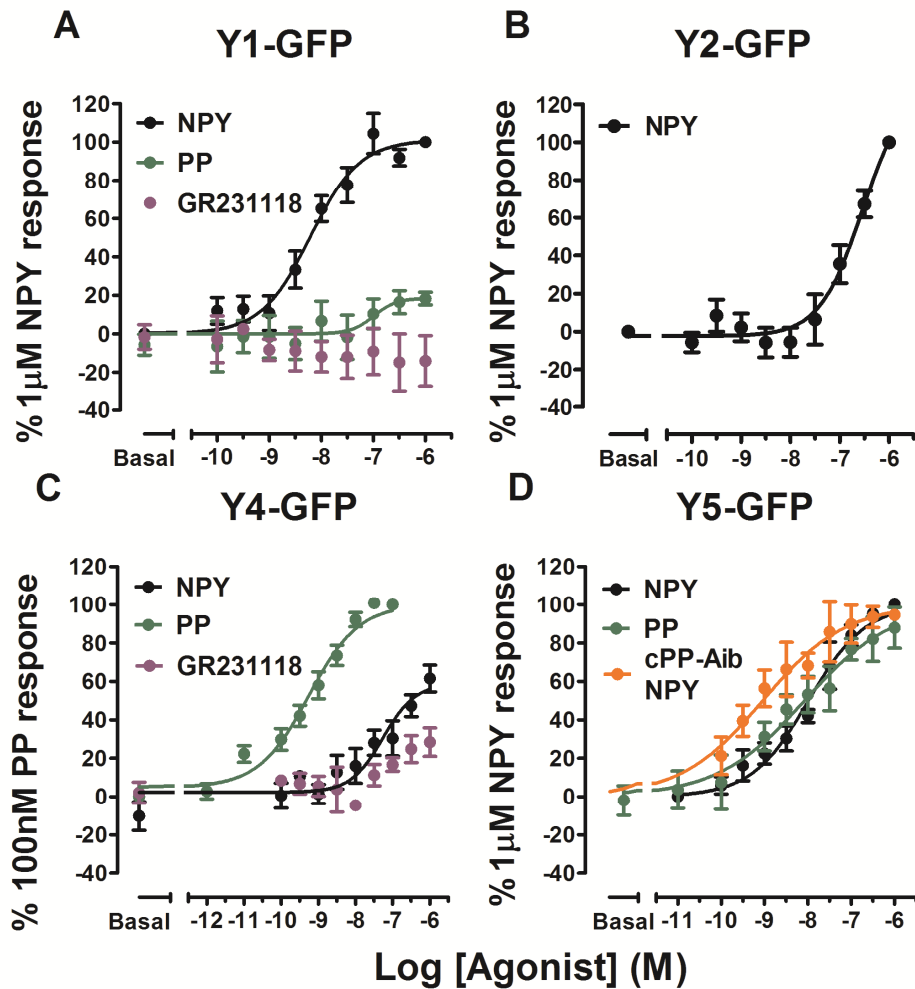 A
Y1-GFP
% 1µM NPY response
120
100
80
60
40
20
0
-20
-40
NPY
PP
GR231118
Basal -10 -9 -8 -7 -6
B
Y2-GFP
% 1µM NPY response
120
100
80
60
40
20
0
-20
-40
NPY
Basal -10 -9 -8 -7 -6
C
Y4-GFP
% 100nM PP response
120
100
80
60
40
20
0
-20
-40
NPY
PP
GR231118
Basal -12 -11 -10 -9 -8 -7 -6
D
Y5-GFP
% 1µM NPY response
120
100
80
60
40
20
0
-20
-40
NPY
PP
cPP-Aib
NPY
Basal -11 -10 -9 -8 -7 -6
Log [Agonist] (M)